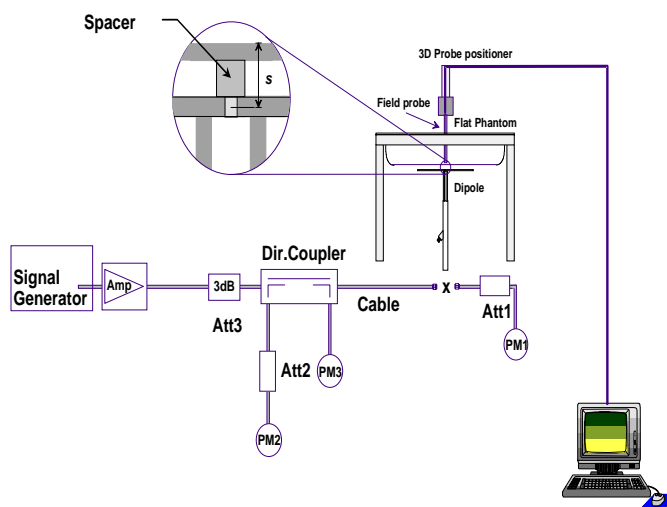 Spacer
s
3D Probe positioner
Field probe
Flat Phantom
Dipole
Signal
Generator
Amp
3dB
Att3
Dir.Coupler
Cable
x
Att1
PM1
Att2
PM3
PM2